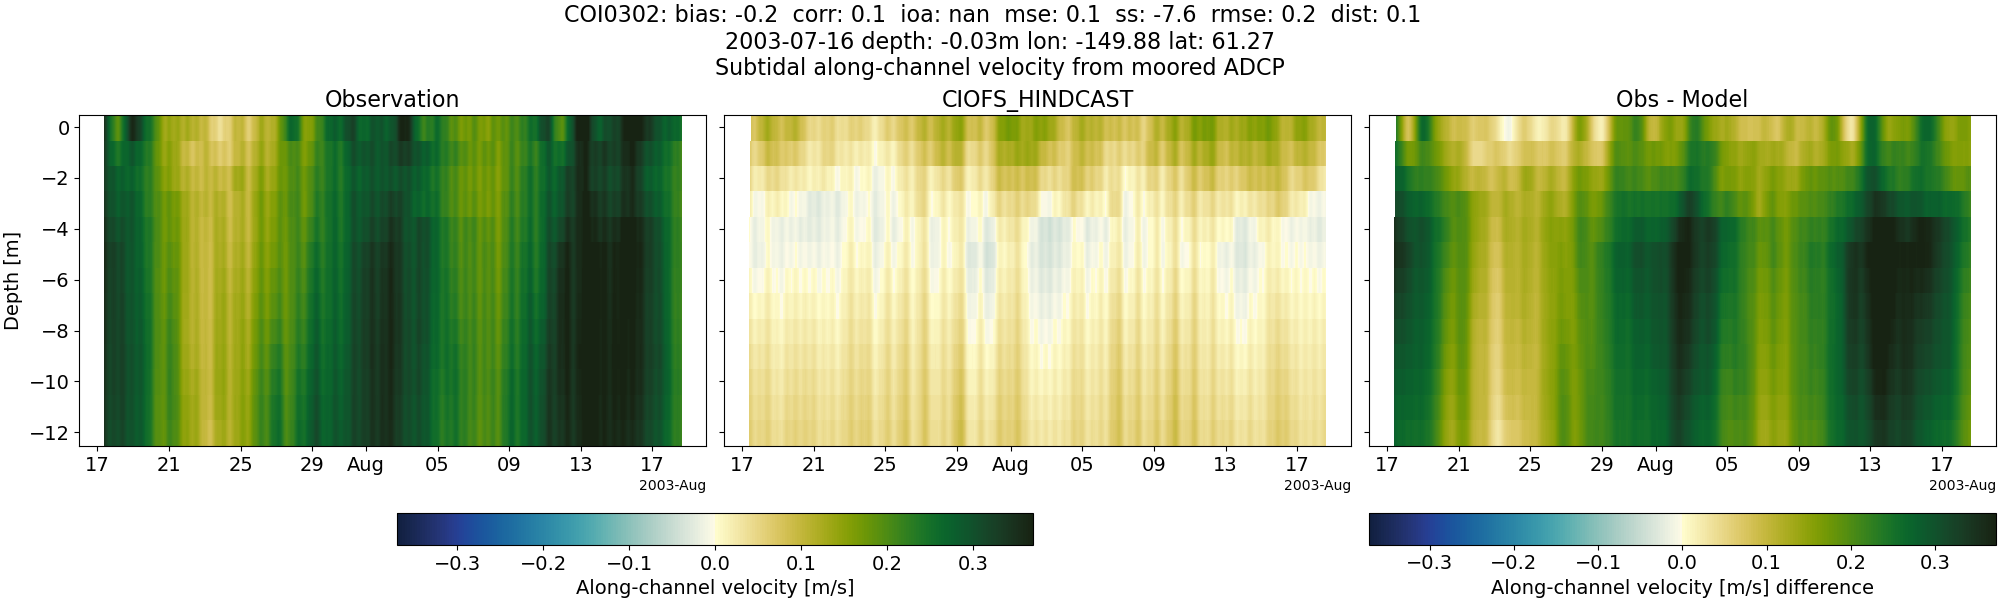 COI0302: bias: -0.2  corr: 0.1  ioa: nan  mse: 0.1  ss: -7.6  rmse: 0.2  dist: 0.1
2003-07-16 depth: -0.03m lon: -149.88 lat: 61.27
Subtidal along-channel velocity from moored ADCP
Observation
CIOFS_HINDCAST
Obs - Model
Depth [m]
0
−2
−4
−6
−8
−10
−12
17 21 25 29 Aug 05 09 13 17
2003-Aug
17 21 25 29 Aug 05 09 13 17
2003-Aug
17 21 25 29 Aug 05 09 13 17
2003-Aug
−0.3 −0.2 −0.1 0.0 0.1 0.2 0.3
Along-channel velocity [m/s]
−0.3 −0.2 −0.1 0.0 0.1 0.2 0.3
Along-channel velocity [m/s] difference